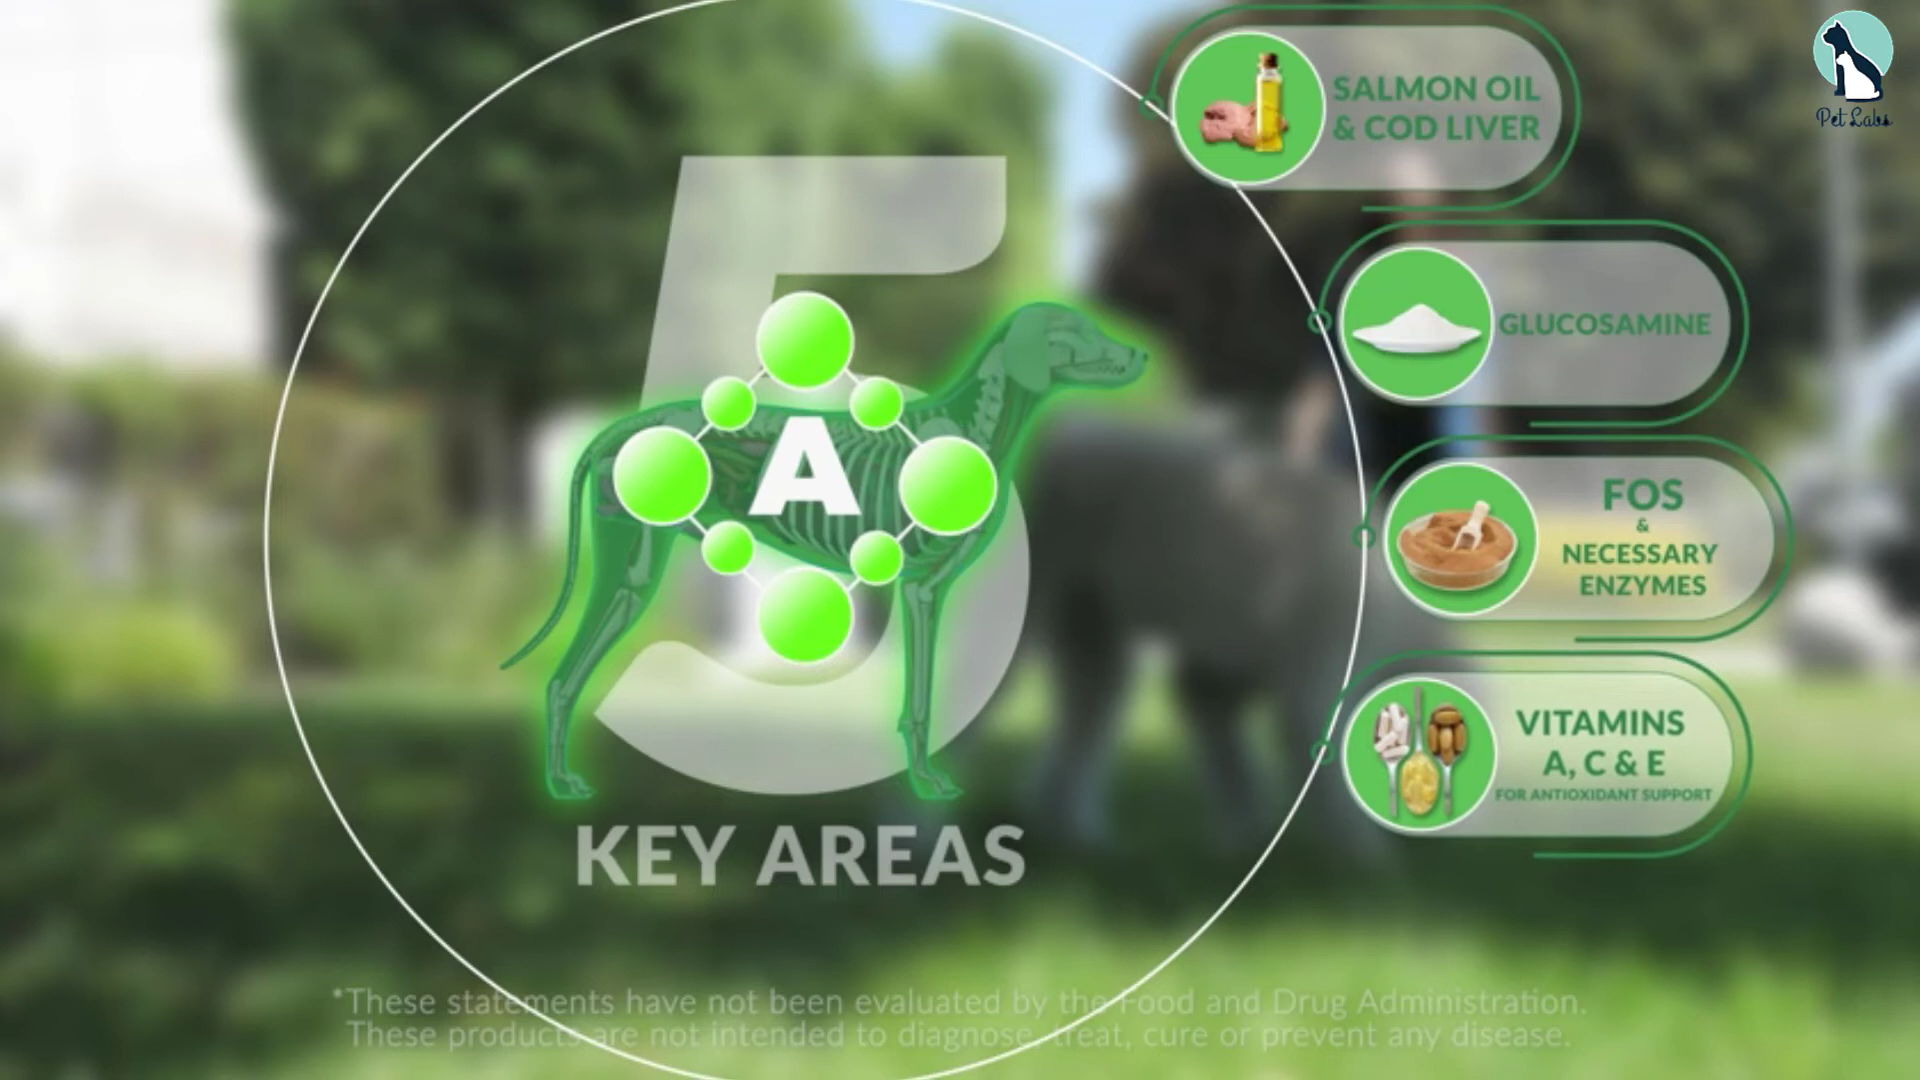 Pet Labs
SALMON OIL
& COD LIVER
GLUCOSAMINE
FOS
&
NECESSARY
ENZYMES
VITAMINS
A, C & E
FOR ANTIOXIDANT SUPPORT
5
A
KEY AREAS
*These statements have not been evaluated by the Food and Drug Administration.
These products are not intended to diagnose, treat, cure or prevent any disease.